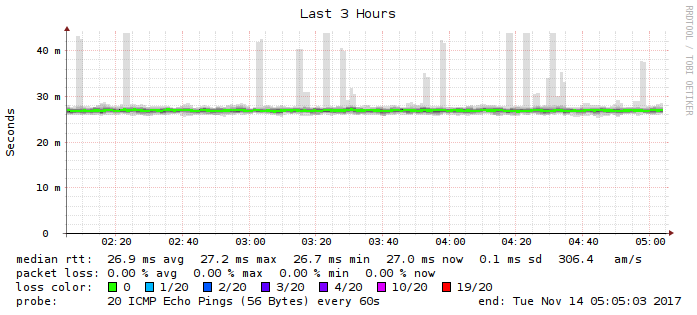 Last 3 Hours
RRDTOOL / TOBI OETIKER
Seconds
40 m
30 m
20 m
10 m
0
02:20 02:40 03:00 03:20 03:40 04:00 04:20 04:40 05:00
median rtt: 26.9 ms avg 27.2 ms max 26.7 ms min 27.0 ms now 0.1 ms sd 306.4 am/s
packet loss: 0.00 % avg 0.00 % max 0.00 % min 0.00 % now
loss color: 0 1/20 2/20 3/20 4/20 10/20 19/20
probe: 20 ICMP Echo Pings (56 Bytes) every 60s end: Tue Nov 14 05:05:03 2017